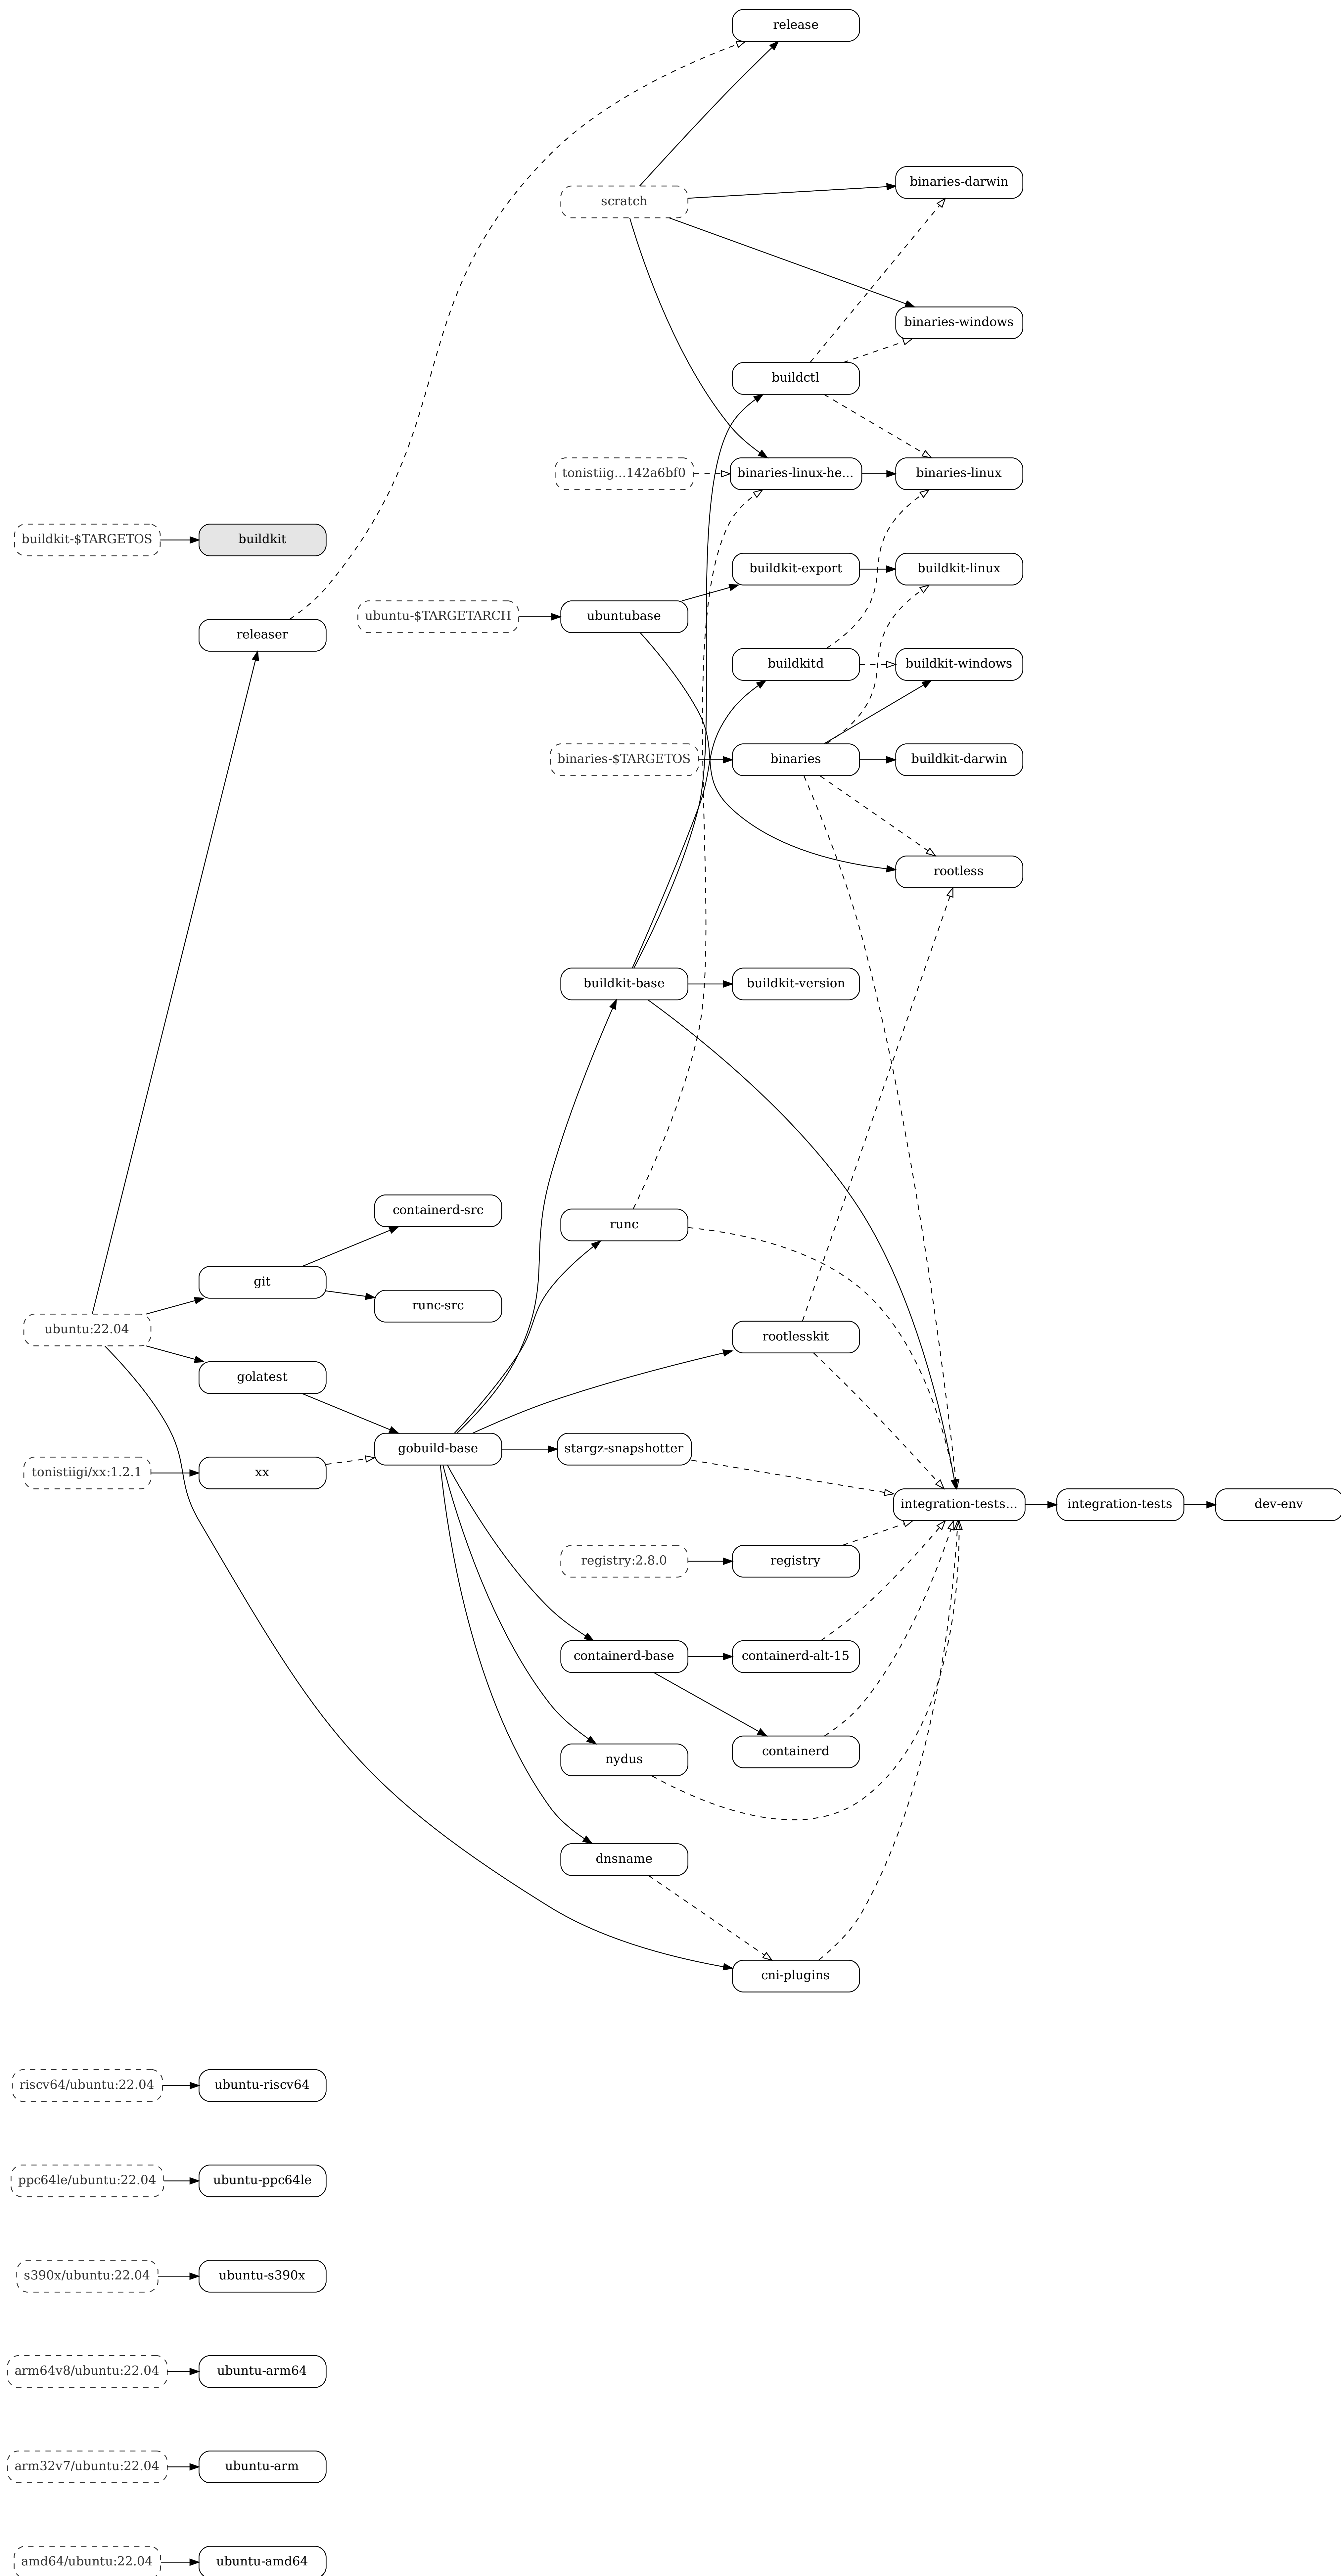 release
binaries-darwin
scratch
binaries-windows
buildctl
tonistiig...142a6bf0
binaries-linux-he...
binaries-linux
buildkit-$TARGETOS
buildkit
buildkit-export
buildkit-linux
ubuntu-$TARGETARCH
ubuntubase
releaser
buildkitd
buildkit-windows
binaries-$TARGETOS
binaries
buildkit-darwin
rootless
buildkit-base
buildkit-version
containerd-src
runc
git
runc-src
ubuntu:22.04
rootlesskit
golatest
gobuild-base
stargz-snapshotter
tonistiigi/xx:1.2.1
xx
integration-tests...
integration-tests
dev-env
registry:2.8.0
registry
containerd-base
containerd-alt-15
containerd
nydus
dnsname
cni-plugins
riscv64/ubuntu:22.04
ubuntu-riscv64
ppc64le/ubuntu:22.04
ubuntu-ppc64le
s390x/ubuntu:22.04
ubuntu-s390x
arm64v8/ubuntu:22.04
ubuntu-arm64
arm32v7/ubuntu:22.04
ubuntu-arm
amd64/ubuntu:22.04
ubuntu-amd64